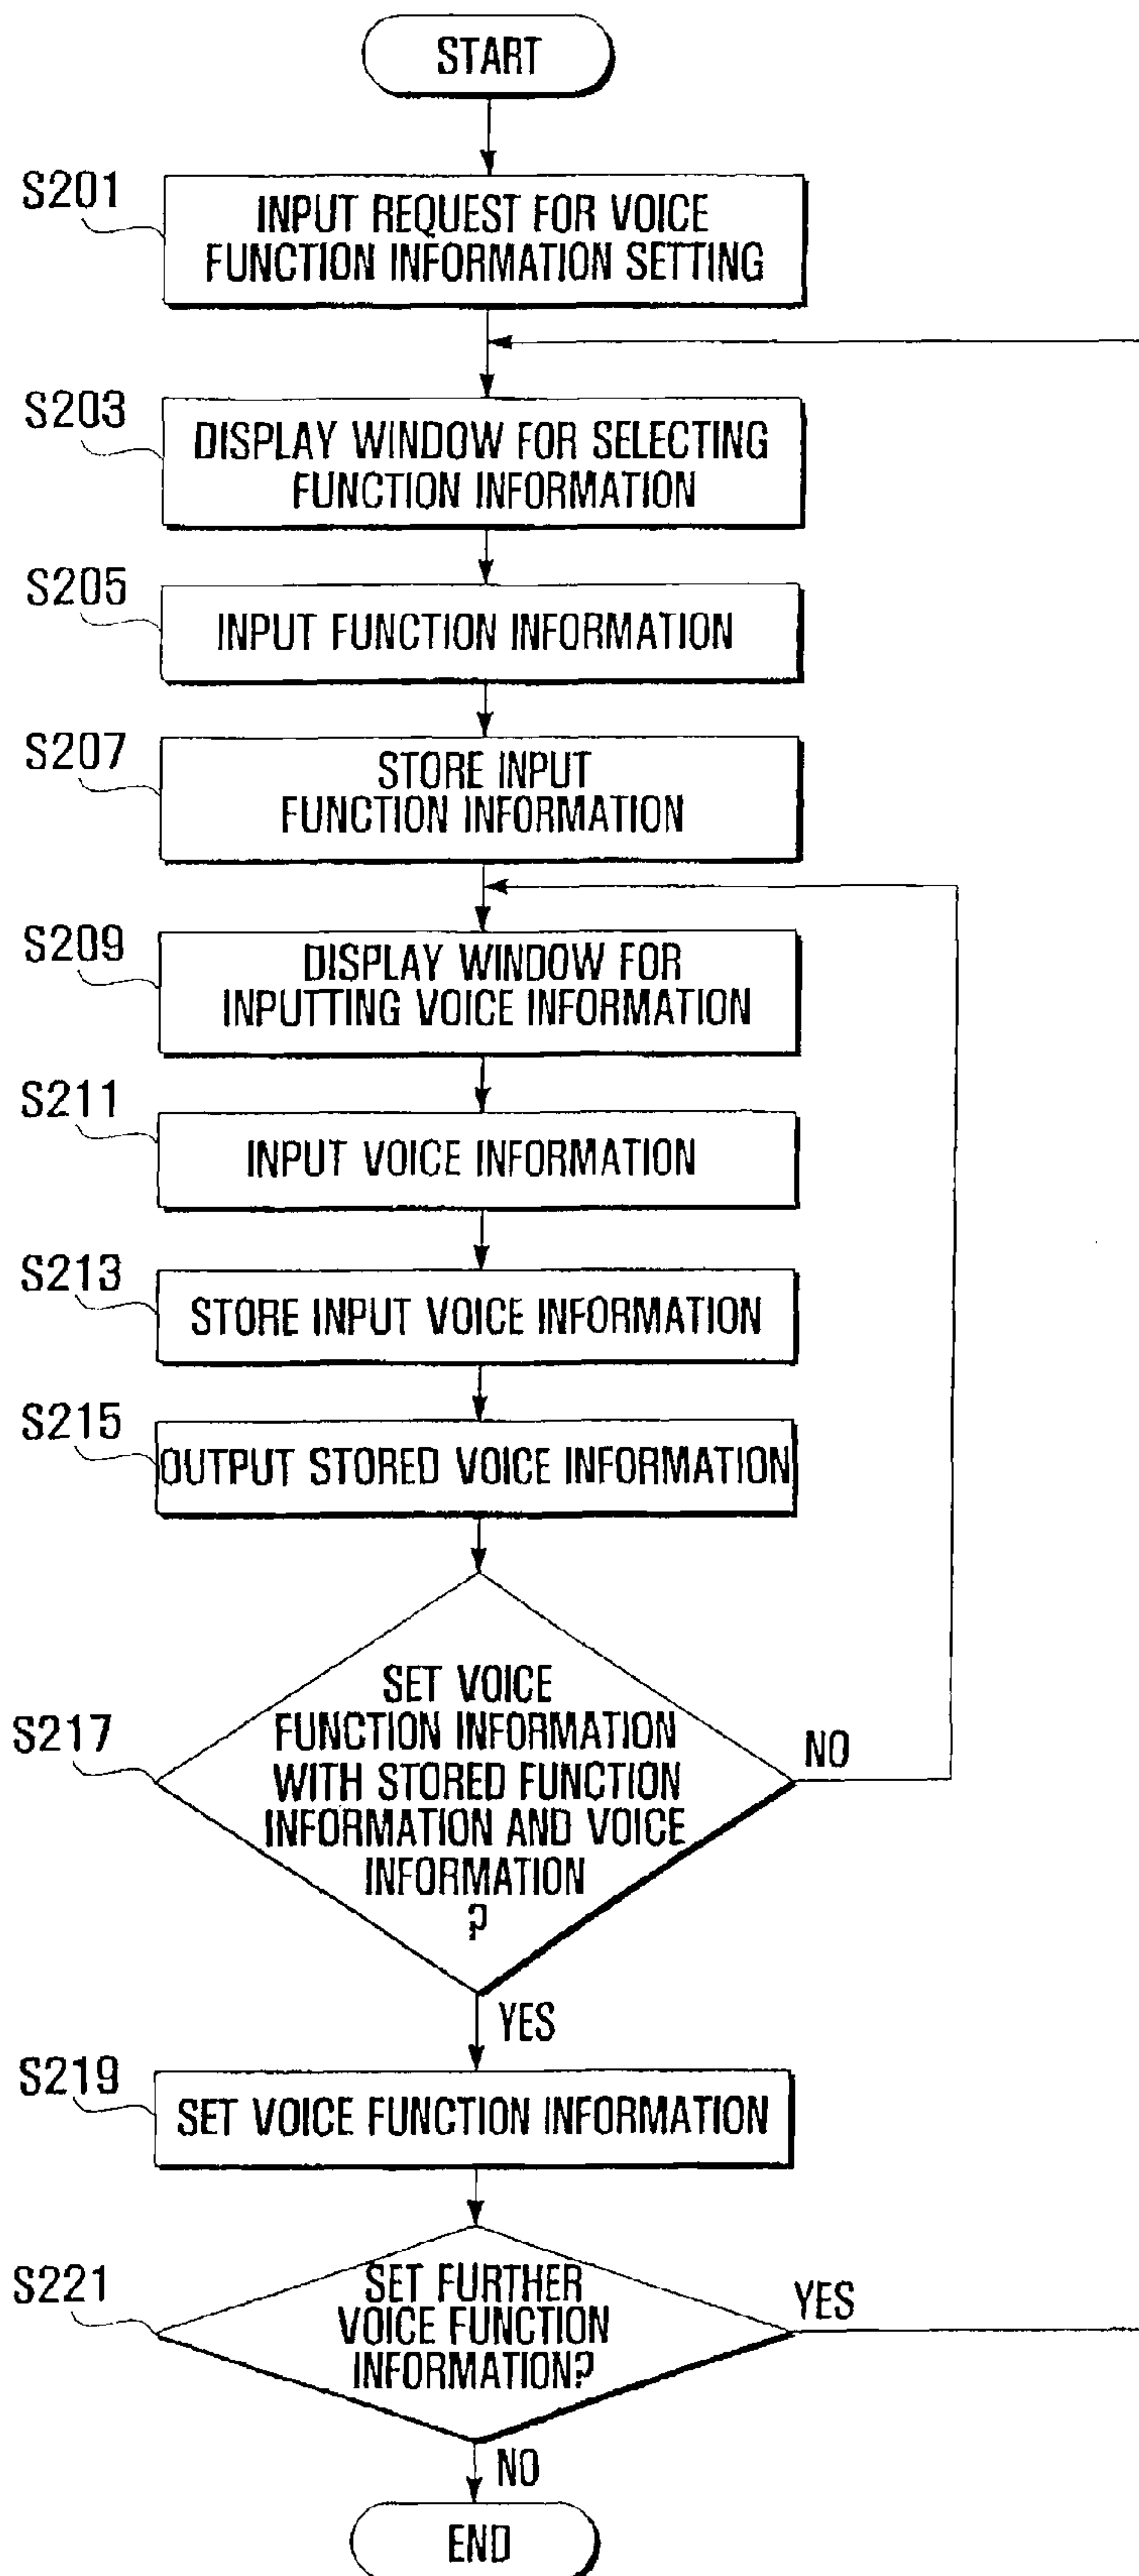 START
S201
INPUT REQUEST FOR VOICE
FUNCTION INFORMATION SETTING
S203
DISPLAY WINDOW FOR SELECTING
FUNCTION INFORMATION
S205
INPUT FUNCTION INFORMATION
S207
STORE INPUT
FUNCTION INFORMATION
S209
DISPLAY WINDOW FOR
INPUTTING VOICE INFORMATION
S211
INPUT VOICE INFORMATION
S213
STORE INPUT VOICE INFORMATION
S215
OUTPUT STORED VOICE INFORMATION
S217
SET VOICE
FUNCTION INFORMATION
WITH STORED FUNCTION
INFORMATION AND VOICE
INFORMATION
?
NO
YES
S219
SET VOICE FUNCTION INFORMATION
S221
SET FURTHER
VOICE FUNCTION
INFORMATION?
YES
NO
END